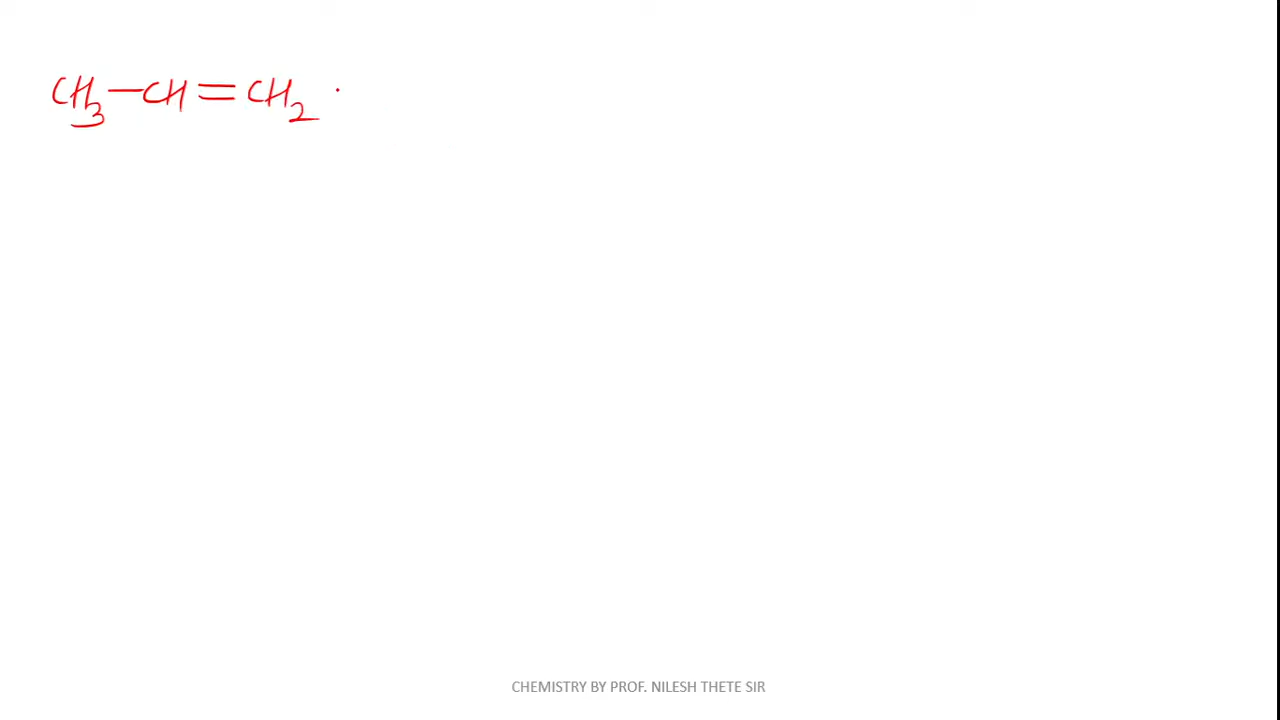 CH₃—CH=CH₂
CHEMISTRY BY PROF. NILESH THETE SIR